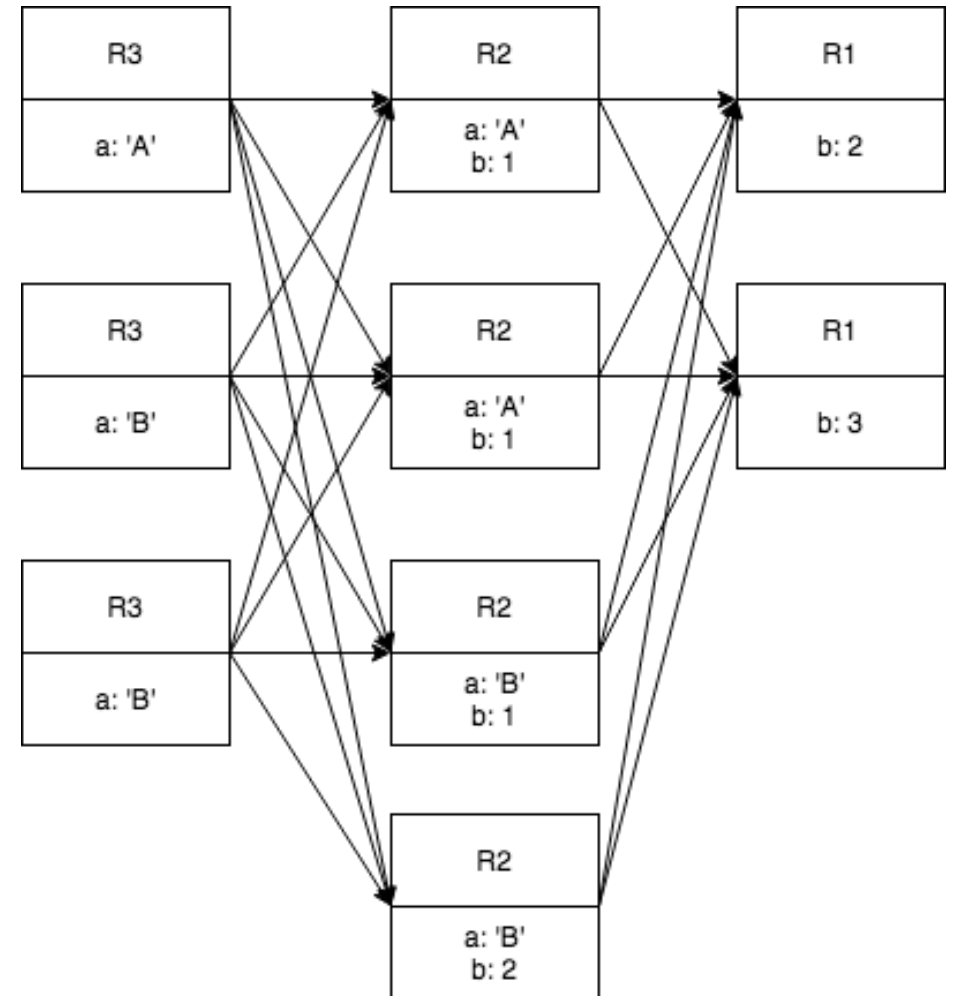 R3
a: 'A'
R2
a: 'A'
b: 1
R1
b: 2
R3
a: 'B'
R2
a: 'A'
b: 1
R1
b: 3
R3
a: 'B'
R2
a: 'B'
b: 1
R2
a: 'B'
b: 2